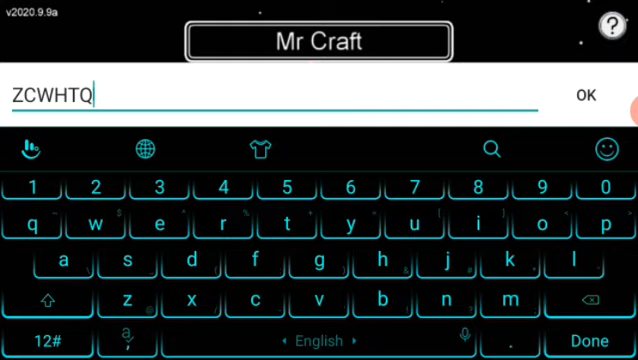 v2020.9.9a
Mr Craft
?
ZCWHTQ
OK
1 2 3 4 5 6 7 8 9 0
q w e r t y u i o p
a s d f g h j k l
z x c v b n m
12# a , English . Done